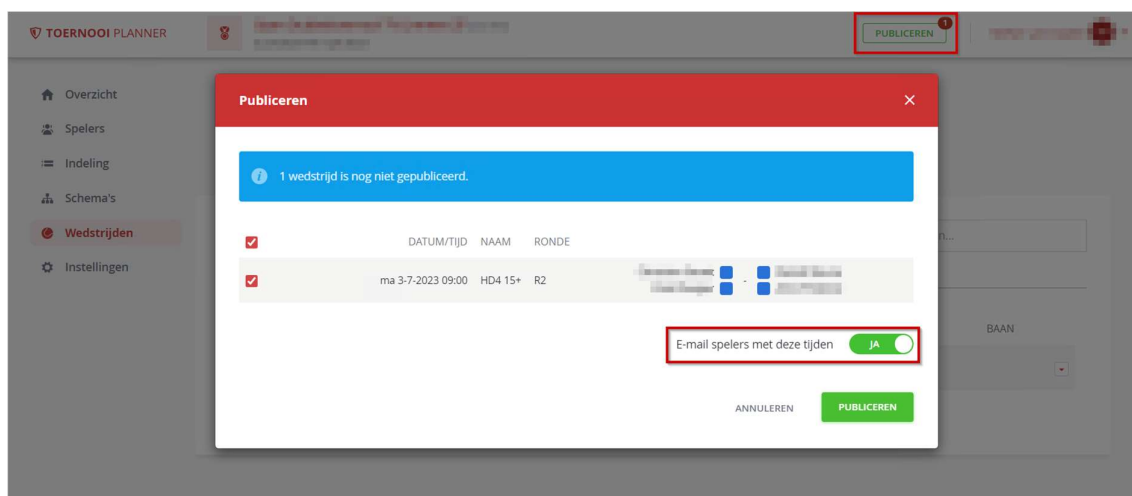 TOERNOOI PLANNER
PUBLICEREN
1
Overzicht
Spelers
Indeling
Schema's
Wedstrijden
Instellingen
Publiceren
1 wedstrijd is nog niet gepubliceerd.
DATUM/TIJD NAAM RONDE
ma 3-7-2023 09:00 HD4 15+ R2
-
n...
BAAN
E-mail spelers met deze tijden JA
ANNULEREN PUBLICEREN